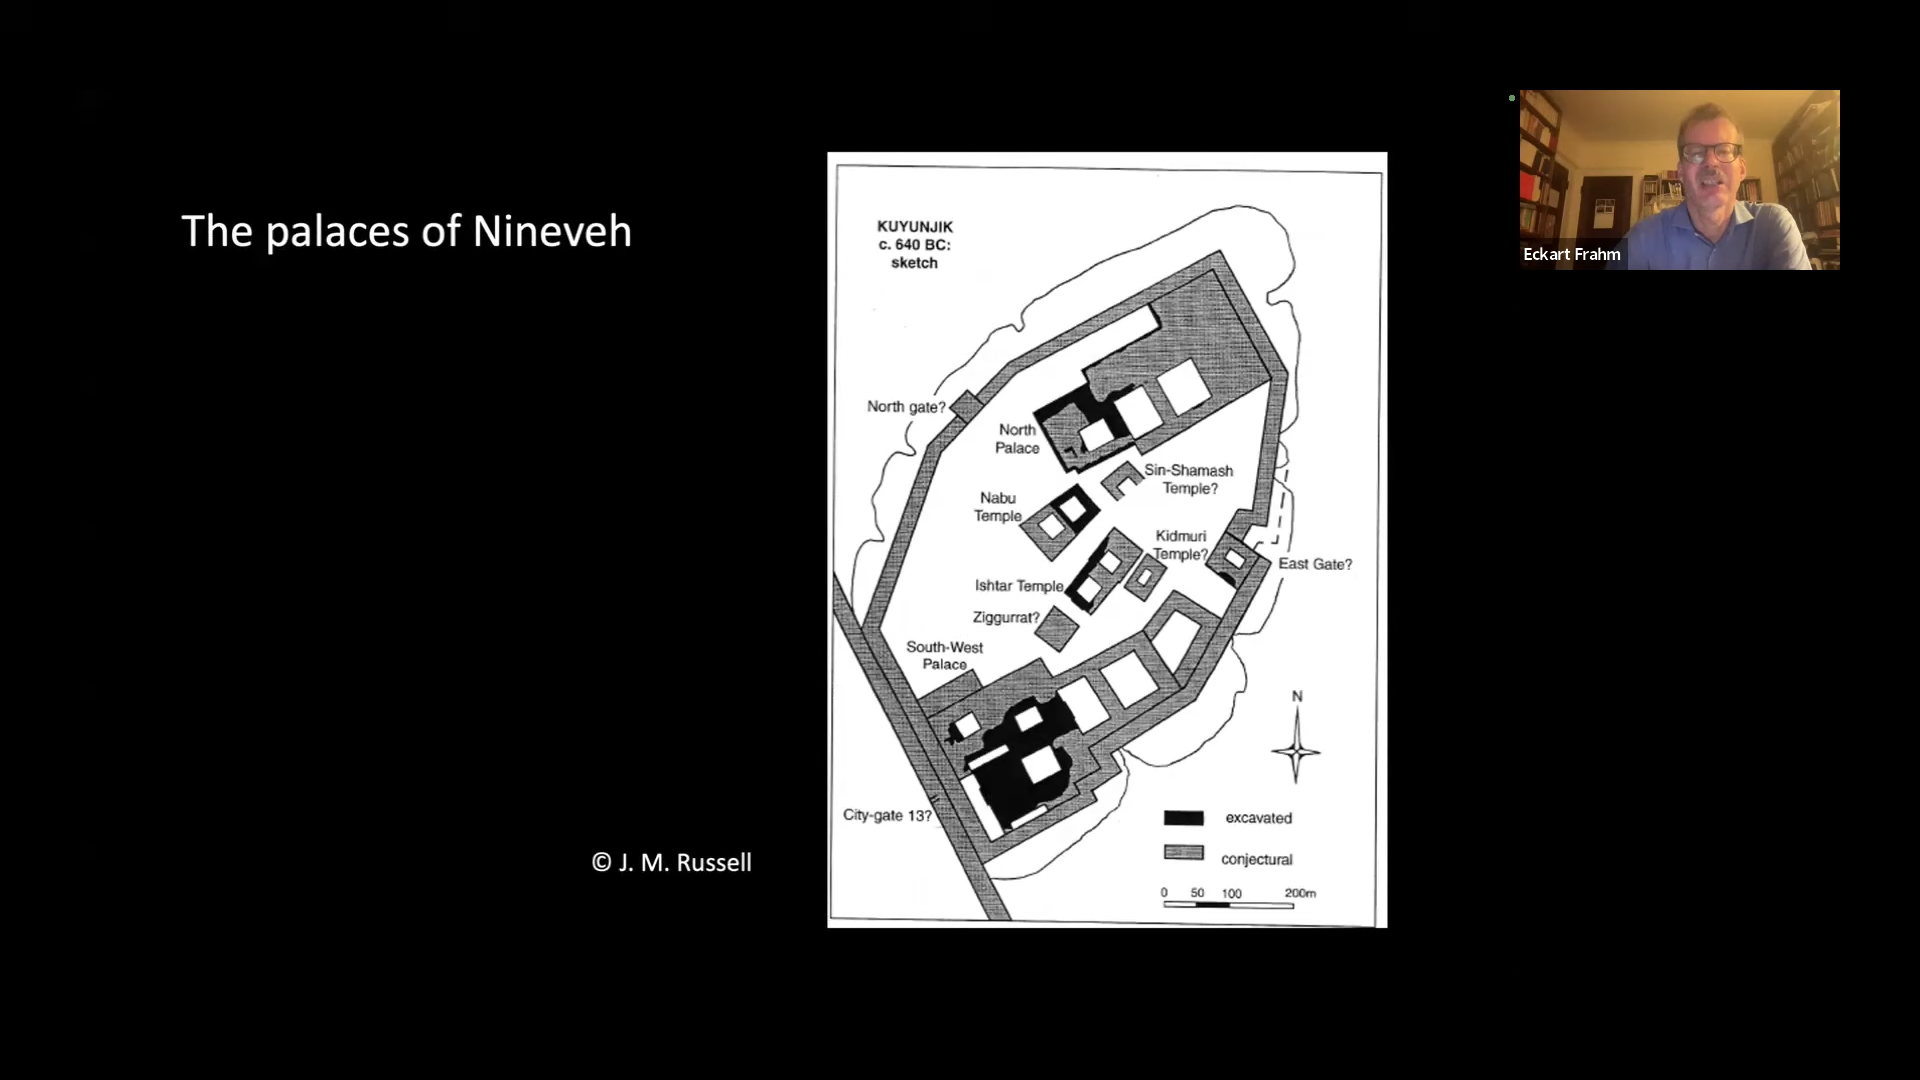 The palaces of Nineveh
Eckart Frahm
KUYUNJIK
c. 640 BC:
sketch
North gate?
North
Palace
Sin-Shamash
Temple?
Nabu
Temple
Kidmuri
Temple?
East Gate?
Ishtar Temple
Ziggurrat?
South-West
Palace
N
City-gate 13?
excavated
conjectural
0 50 100 200m
© J. M. Russell